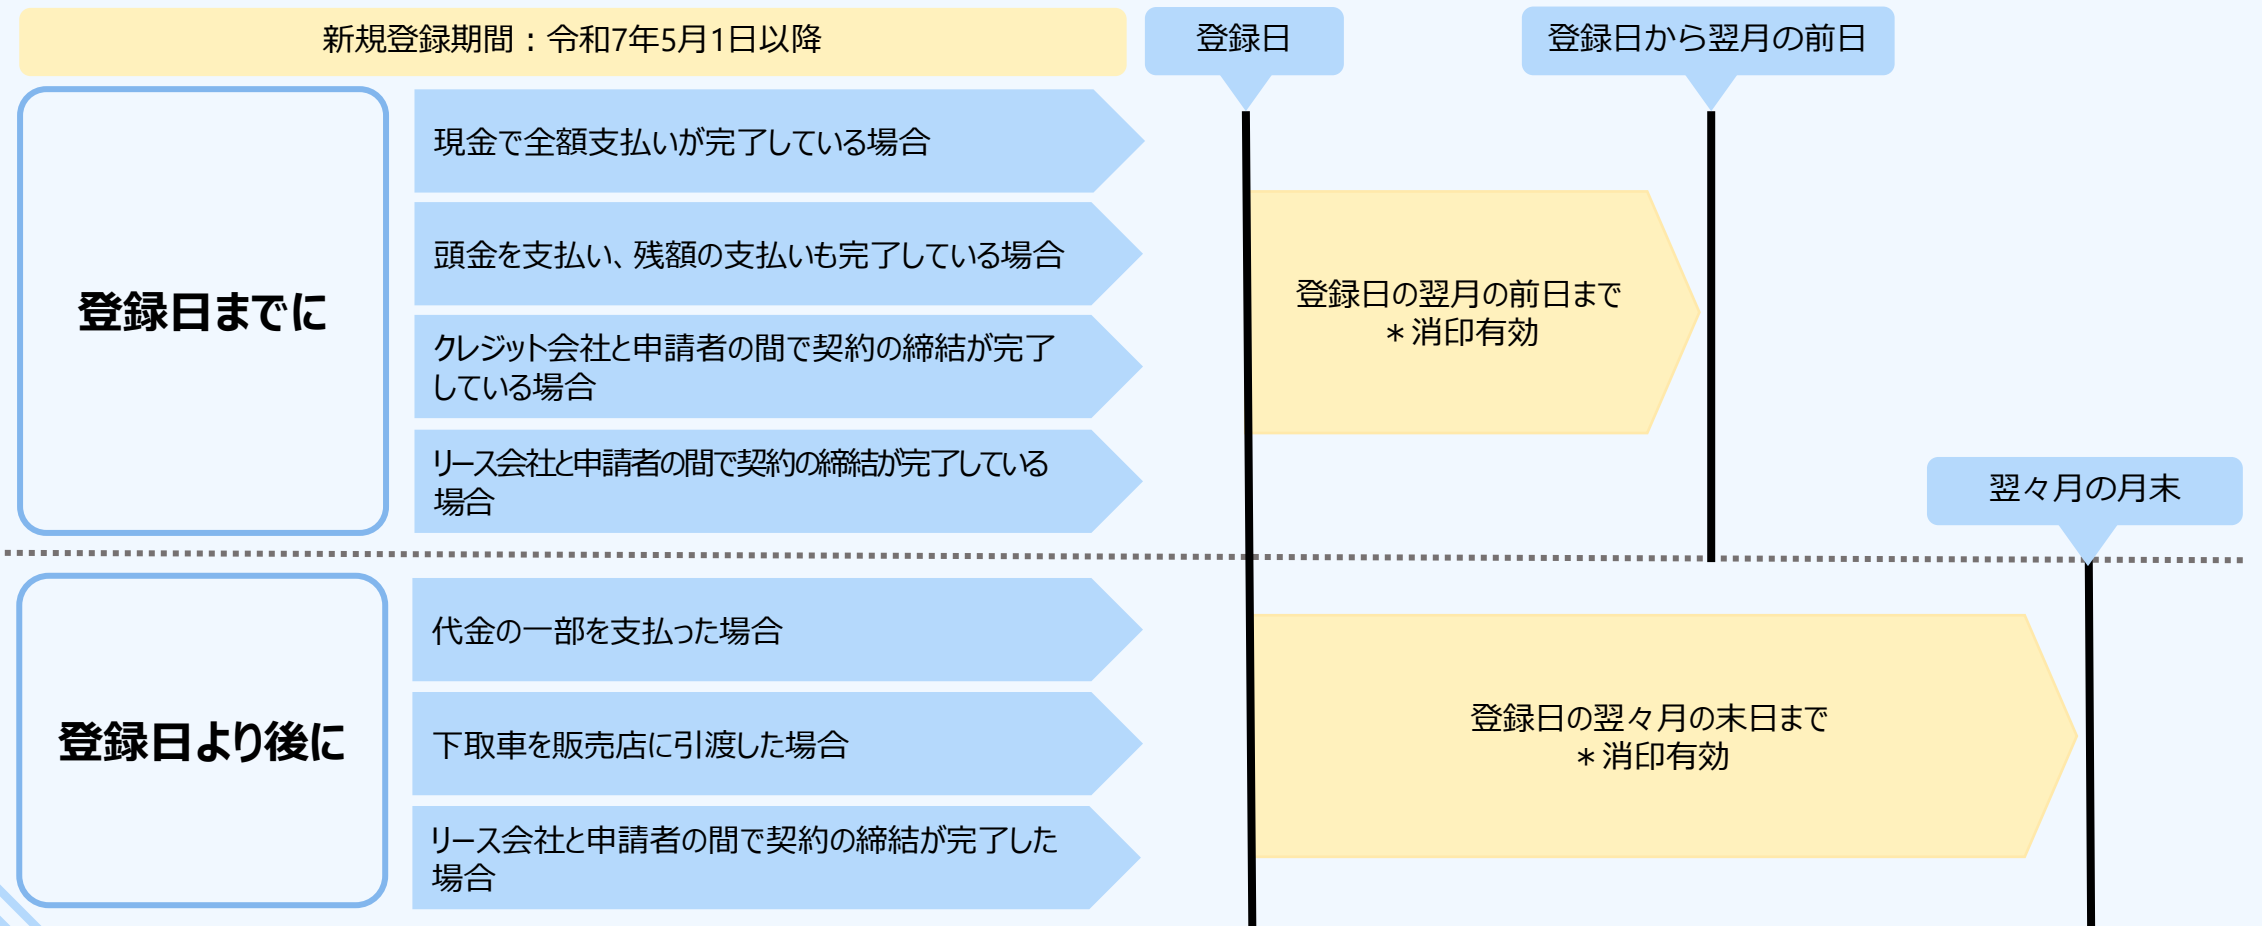 新規登録期間：令和7年5月1日以降
登録日
登録日から翌月の前日
登録日までに
現金で全額支払いが完了している場合
頭金を支払い、残額の支払いも完了している場合
クレジット会社と申請者の間で契約の締結が完了
している場合
リース会社と申請者の間で契約の締結が完了している
場合
登録日の翌月の前日まで
＊消印有効
翌々月の月末
登録日より後に
代金の一部を支払った場合
下取車を販売店に引渡した場合
リース会社と申請者の間で契約の締結が完了した
場合
登録日の翌々月の末日まで
＊消印有効